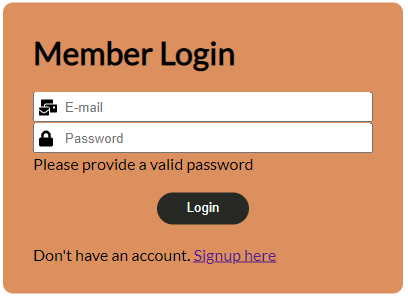 Member Login
E-mail
Password
Please provide a valid password
Login
Don't have an account. Signup here